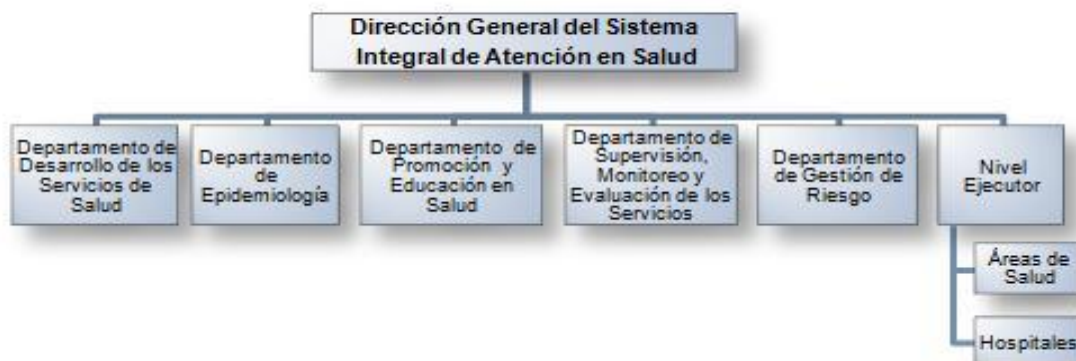 Dirección General del Sistema
Integral de Atención en Salud
Departamento de
Desarrollo de los
Servicios de
Salud
Departamento
de
Epidemiología
Departamento de
Promoción y
Educación en
Salud
Departamento de
Supervisión,
Monitoreo y
Evaluación de los
Servicios
Departamento
de Gestión de
Riesgo
Nivel
Ejecutor
Áreas de
Salud
Hospitales